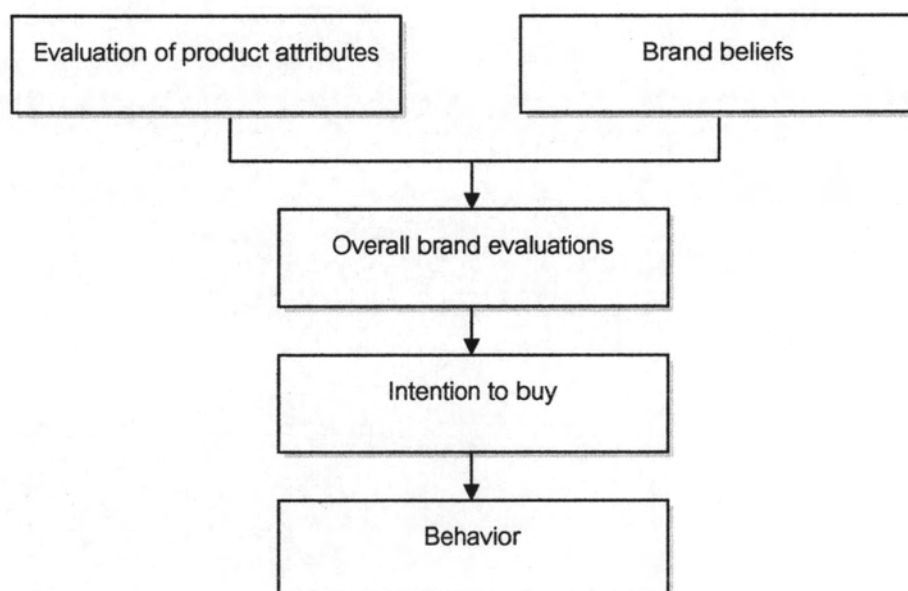 Evaluation of product attributes
Brand beliefs
Overall brand evaluations
Intention to buy
Behavior